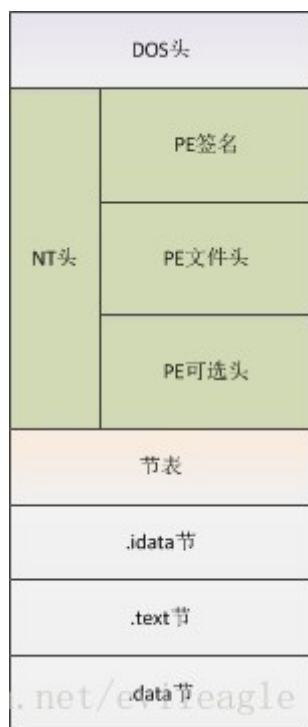 DOS头
PE签名
NT头
PE文件头
PE可选头
节表
.idata节
.text节
.data节
.net/evileagle